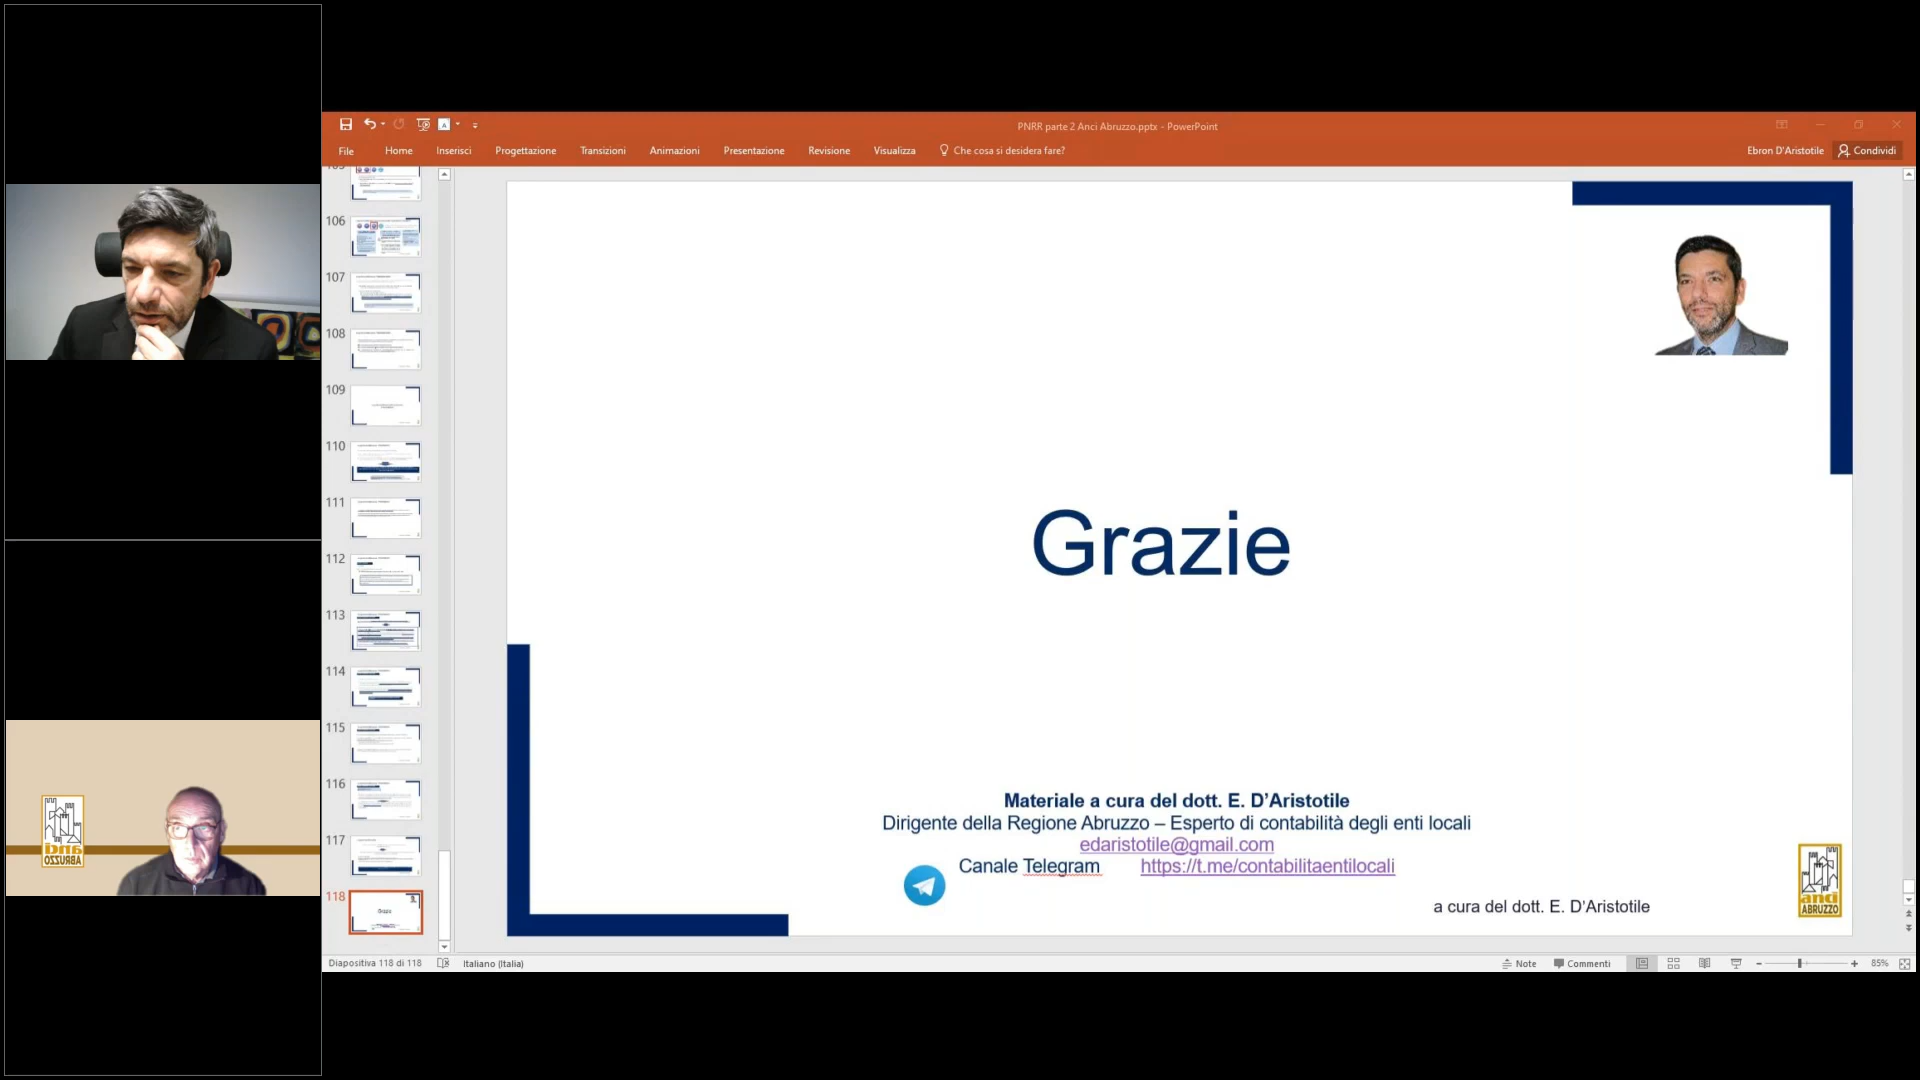 PNRR parte 2 Anci Abruzzo.pptx - PowerPoint
File Home Inserisci Progettazione Transizioni Animazioni Presentazione Revisione Visualizza Che cosa si desidera fare? Ebron D'Aristotile Condividi
105
106
107
108
109
110
111
112
113
114
115
116
117
118
Grazie
Materiale a cura del dott. E. D'Aristotile
Dirigente della Regione Abruzzo – Esperto di contabilità degli enti locali
edaristotile@gmail.com
Canale Telegram https://t.me/contabilitaentilocali
a cura del dott. E. D'Aristotile
anci
ABRUZZO
anci
ABRUZZO
Diapositiva 118 di 118 Italiano (Italia) Note Commenti 85%